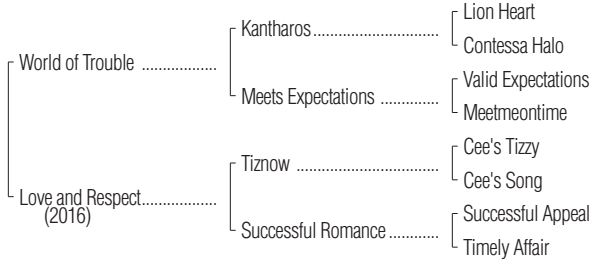 Lion Heart
Kantharos
Contessa Halo
World of Trouble
Valid Expectations
Meets Expectations
Meetmeontime
Cee's Tizzy
Tiznow
Cee's Song
Love and Respect
(2016)
Successful Appeal
Successful Romance
Timely Affair